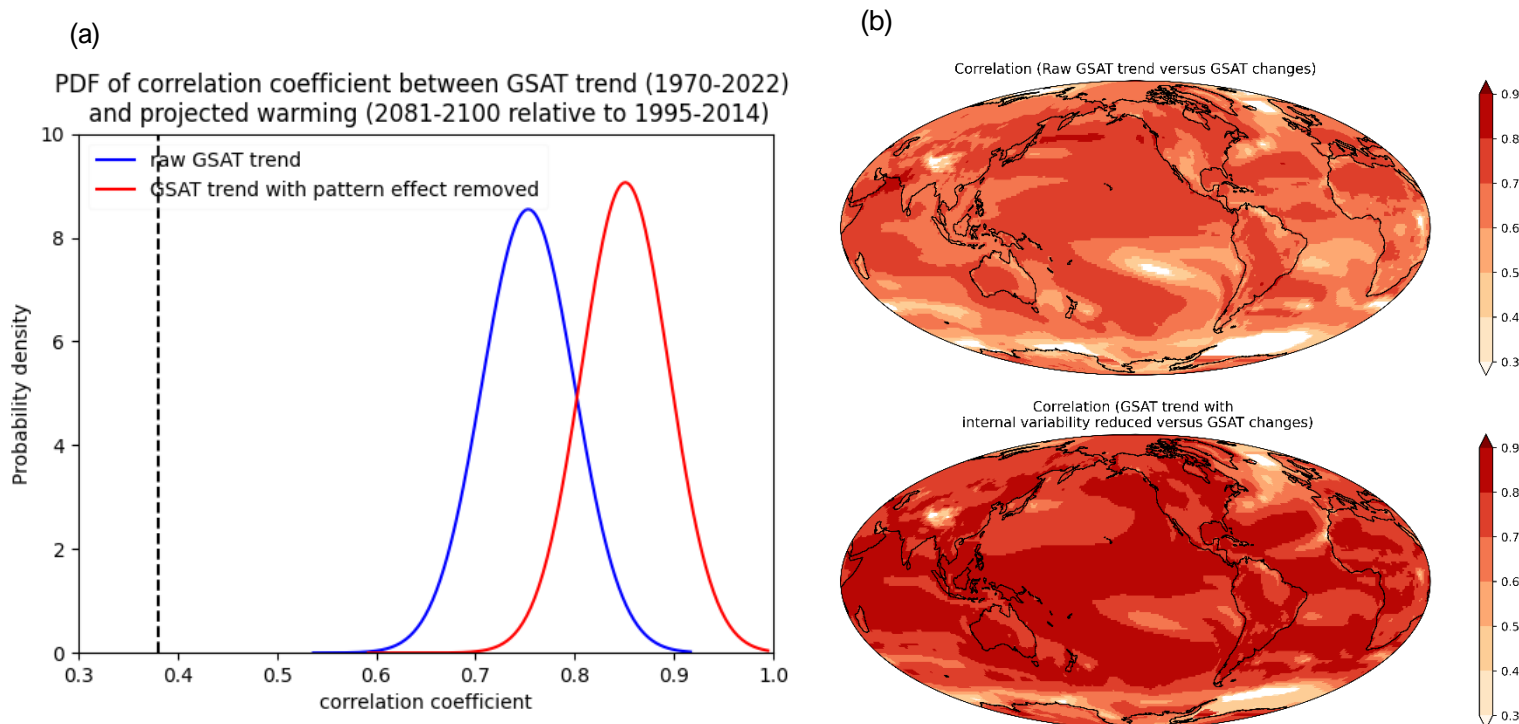 (a)
PDF of correlation coefficient between GSAT trend (1970-2022)
and projected warming (2081-2100 relative to 1995-2014)
10
8
6
4
2
0
Probability density
raw GSAT trend
GSAT trend with pattern effect removed
0.3 0.4 0.5 0.6 0.7 0.8 0.9 1.0
correlation coefficient
(b)
Correlation (Raw GSAT trend versus GSAT changes)
0.9
0.8
0.7
0.6
0.5
0.4
0.3
Correlation (GSAT trend with
internal variability reduced versus GSAT changes)
0.9
0.8
0.7
0.6
0.5
0.4
0.3